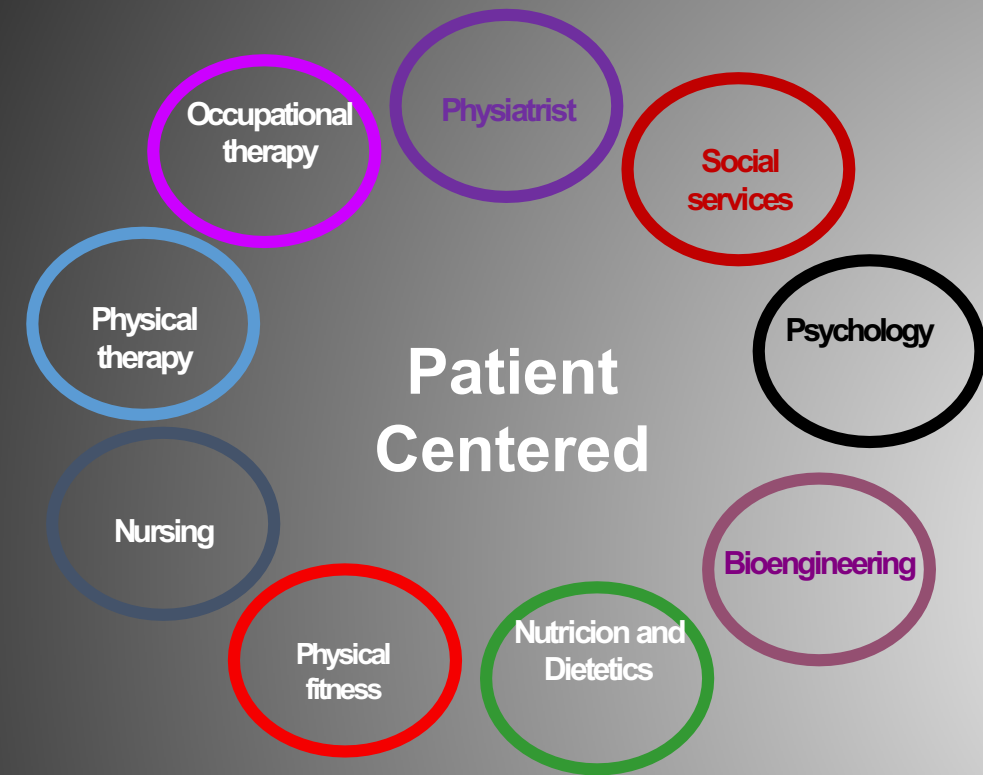 Physiatrist
Occupational
therapy
Social
services
Physical
therapy
Psychology
Patient
Centered
Nursing
Bioengineering
Physical
fitness
Nutricion and
Dietetics